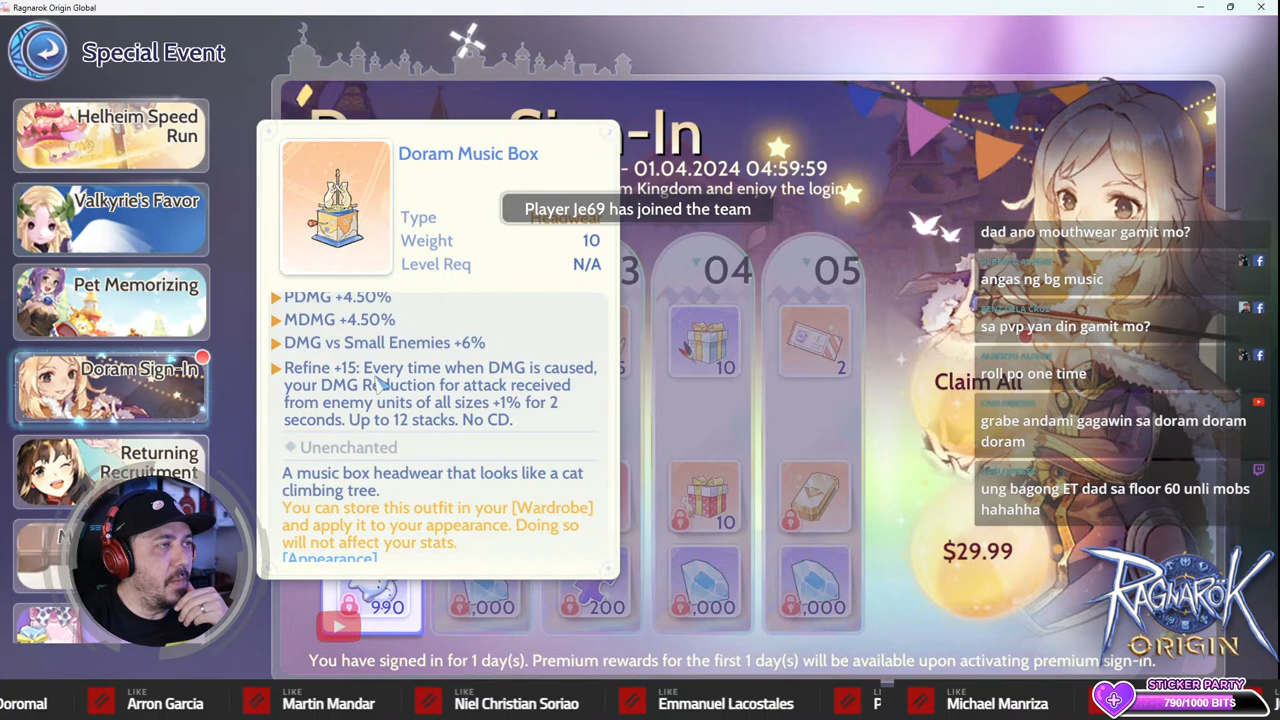 Ragnarok Origin Global
Special Event
Helheim Speed
Run
Valkyrie's Favor
Pet Memorizing
Doram Sign-In
Returning
Recruitment
- 01.04.2024 04:59:59
Kingdom and enjoy the login
Doram Music Box
Player Je69 has joined the team
Type
Headwear
Weight 10
Level Req N/A
PDMG +4.50%
MDMG +4.50%
DMG vs Small Enemies +6%
Refine +15: Every time when DMG is caused,
your DMG Reduction for attack received
from enemy units of all sizes +1% for 2
seconds. Up to 12 stacks. No CD.
Unenchanted
A music box headwear that looks like a cat
climbing tree.
You can store this outfit in your [Wardrobe]
and apply it to your appearance. Doing so
will not affect your stats.
[Appearance]
3
04
05
10
2
10
990
,000
200
,000
,000
Claim All
$29.99
dad ano mouthwear gamit mo?
angas ng bg music
sa pvp yan din gamit mo?
roll po one time
grabe andami gagawin sa doram doram
doram
ung bagong ET dad sa floor 60 unli mobs
hahahha
RAGNARÖK
ORIGIN
You have signed in for 1 day(s). Premium rewards for the first 1 day(s) will be available upon activating premium sign-in.
Doromal
LIKE
Arron Garcia
LIKE
Martin Mandar
LIKE
Niel Christian Soriao
LIKE
Emmanuel Lacostales
LIKE
Michael Manriza
STICKER PARTY
790/1000 BITS